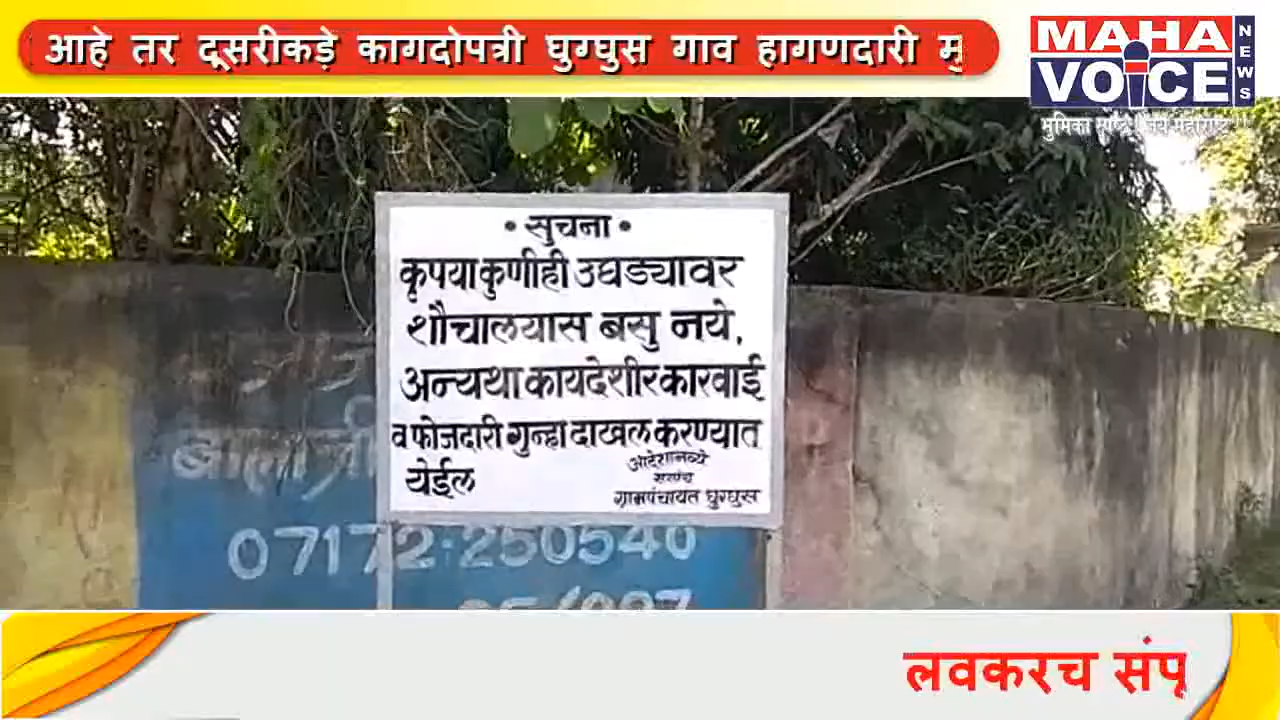 आहे तर दूसरीकड़े कागदोपत्री घुग्घुस गाव हागणदारी मु
MAHA
VOICE
NEWS
• सुचना •
कृपया कुणीही उघड्यावर
शौचालयास बसु नये.
अन्यथा कायदेशीर कारवाई
व फोजदारी गुन्हा दाखल करण्यात
येईल
आदेशानव्ये
सरपंच
ग्रामपंचायत घुग्घुस
07172-250540
लवकरच संपू